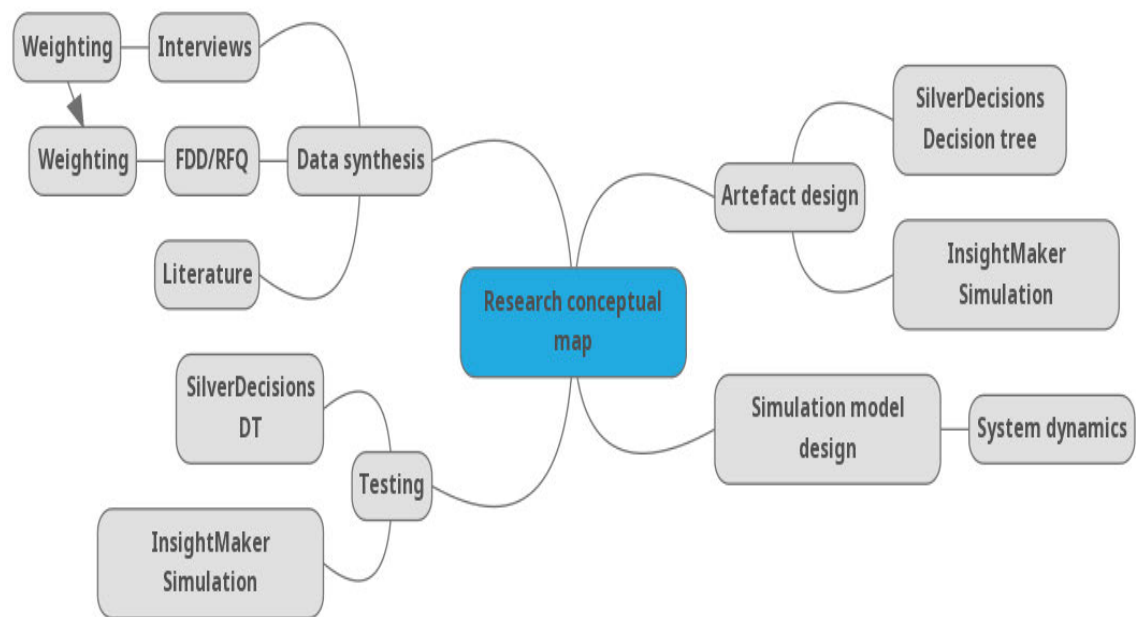 Weighting
Interviews
Weighting
FDD/RFQ
Data synthesis
Literature
SilverDecisions
Decision tree
Artefact design
InsightMaker
Simulation
Research conceptual
map
SilverDecisions
DT
Testing
InsightMaker
Simulation
Simulation model
design
System dynamics